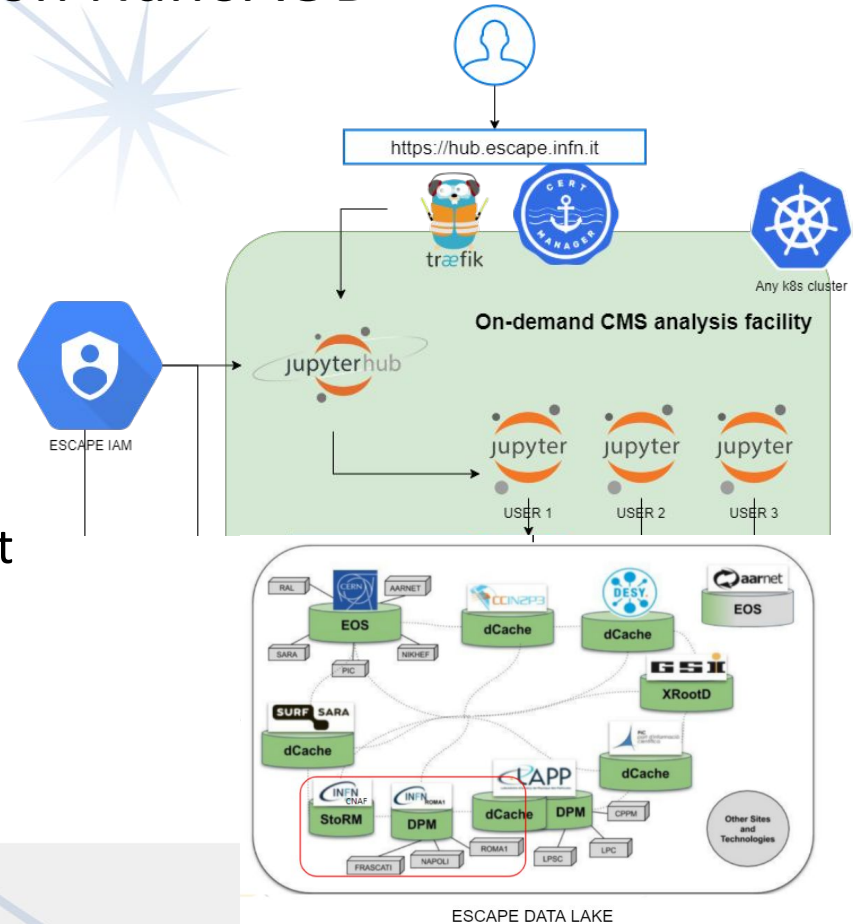 https://hub.escape.infn.it
CERT
MANAGER
træfik
Any k8s cluster
On-demand CMS analysis facility
jupyterhub
ESCAPE IAM
jupyter
jupyter
jupyter
USER 1
USER 2
USER 3
t
RAL
CERN
AARNET
EOS
SARA
NIKHEF
PIC
CCIN2P3
dCache
DESY
dCache
aarnet
EOS
GSI
XRootD
SURF SARA
dCache
PIC
dCache
INFN
CNAF
StoRM
INFN
ROMA1
DPM
LAPP
dCache
DPM
CPPM
LPC
LPSC
ROMA1
NAPOLI
FRASCATI
Other Sites
and
Technologies
ESCAPE DATA LAKE